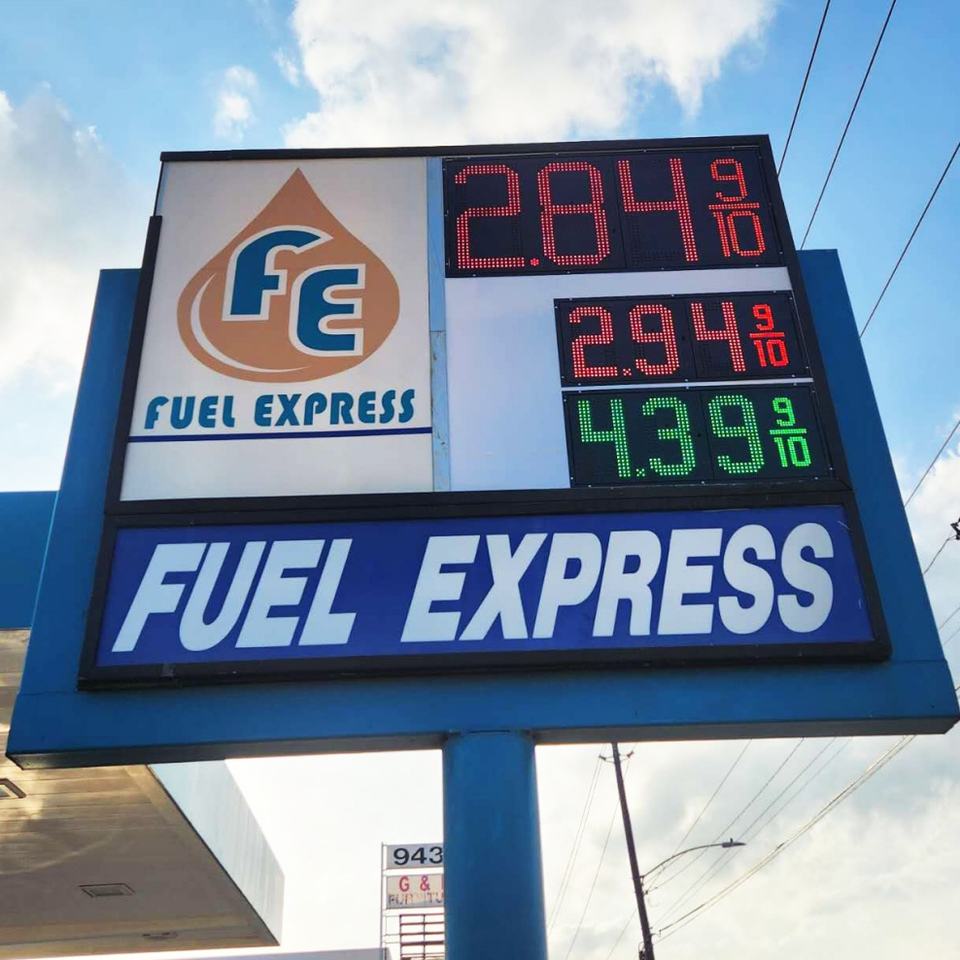 FE
FUEL EXPRESS
2.84 9/10
2.94 9/10
4.39 9/10
FUEL EXPRESS
943
G &